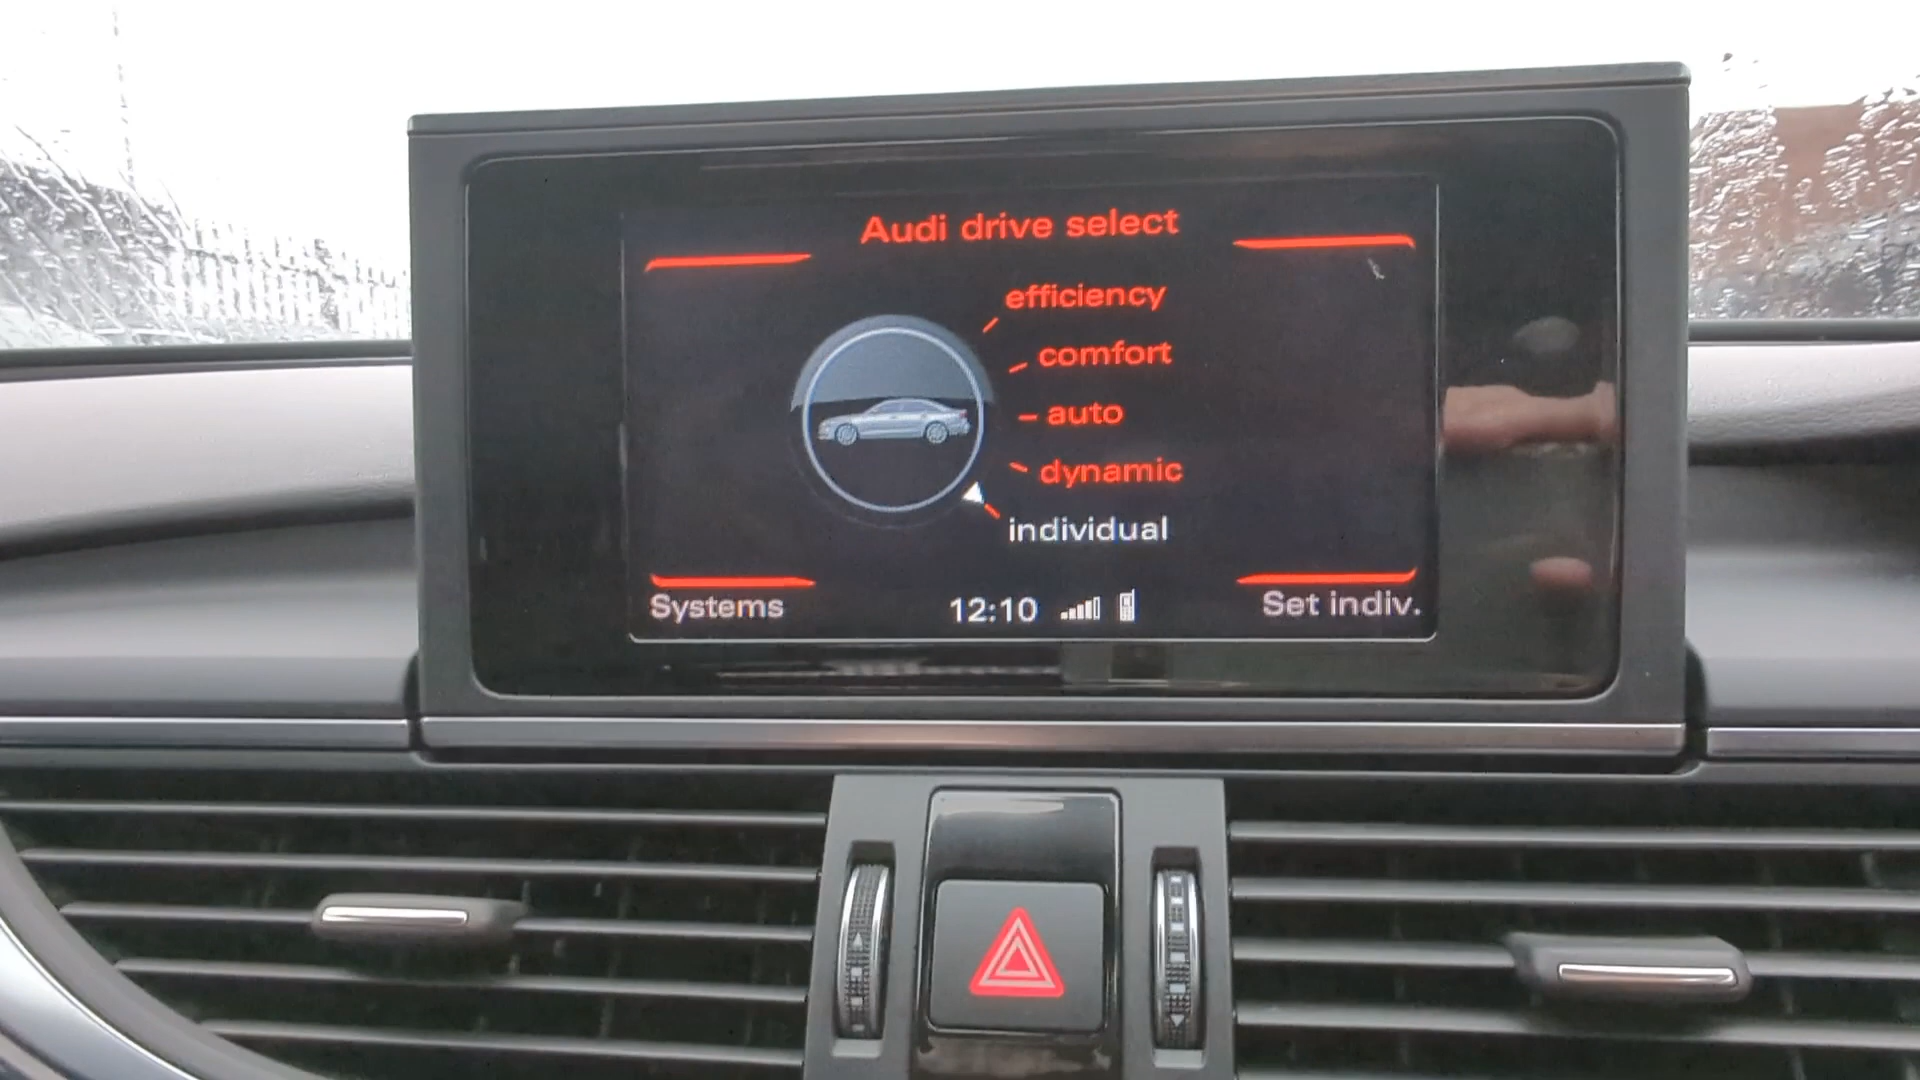 Audi drive select
efficiency
comfort
auto
dynamic
individual
Systems
12:10
Set indiv.